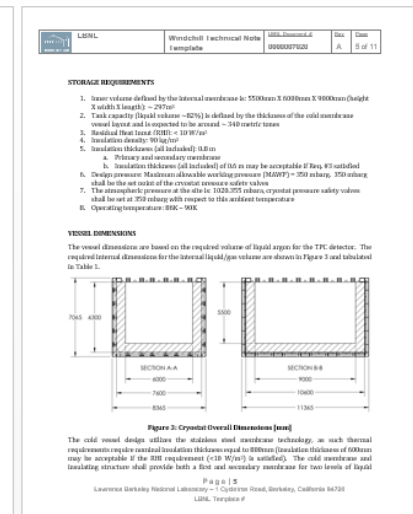 LBNL
Windchill Technical Note
Template
LBNL Document #
0000007020
Rev
A
Page
5 of 11
STORAGE REQUIREMENTS
1. Inner volume defined by the internal membrane is: 5500mm X 6000mm X 9000mm (height
X width X length): ~ 297m³
2. Tank capacity (liquid volume ~82%) is defined by the thickness of the cold membrane
vessel layout and is expected to be around ~ 340 metric tones
3. Residual Heat Input (RHI): < 10 W/m²
4. Insulation density: 90 kg/m³
5. Insulation thickness (all included): 0.8 m
a. Primary and secondary membrane
b. Insulation thickness (all included) of 0.6 m may be acceptable if Req. #3 satisfied
6. Design pressure: Maximum allowable working pressure (MAWP) = 350 mbarg, 350 mbarg
shall be the set point of the cryostat pressure safety valves
7. The atmospheric pressure at the site is: 1020.355 mbara, cryostat pressure safety valves
shall be set at 350 mbarg with respect to this ambient temperature
8. Operating temperature: 86K – 90K
VESSEL DIMENSIONS
The vessel dimensions are based on the required volume of liquid argon for the TPC detector. The
required internal dimensions for the internal liquid/gas volume are shown in Figure 3 and tabulated
in Table 1.
7065
6300
5500
SECTION A-A
6000
7600
8365
SECTION B-B
9000
10600
11365
Figure 3: Cryostat Overall Dimensions [mm]
The cold vessel design utilizes the stainless steel membrane technology, as such thermal
requirements require nominal insulation thickness equal to 800mm (insulation thickness of 600mm
may be acceptable if the RHI requirement (<10 W/m²) is satisfied). The cold membrane and
insulating structure shall provide both a first and secondary membrane for two levels of liquid
Page | 5
Lawrence Berkeley National Laboratory – 1 Cyclotron Road, Berkeley, California 94720
LBNL Template #